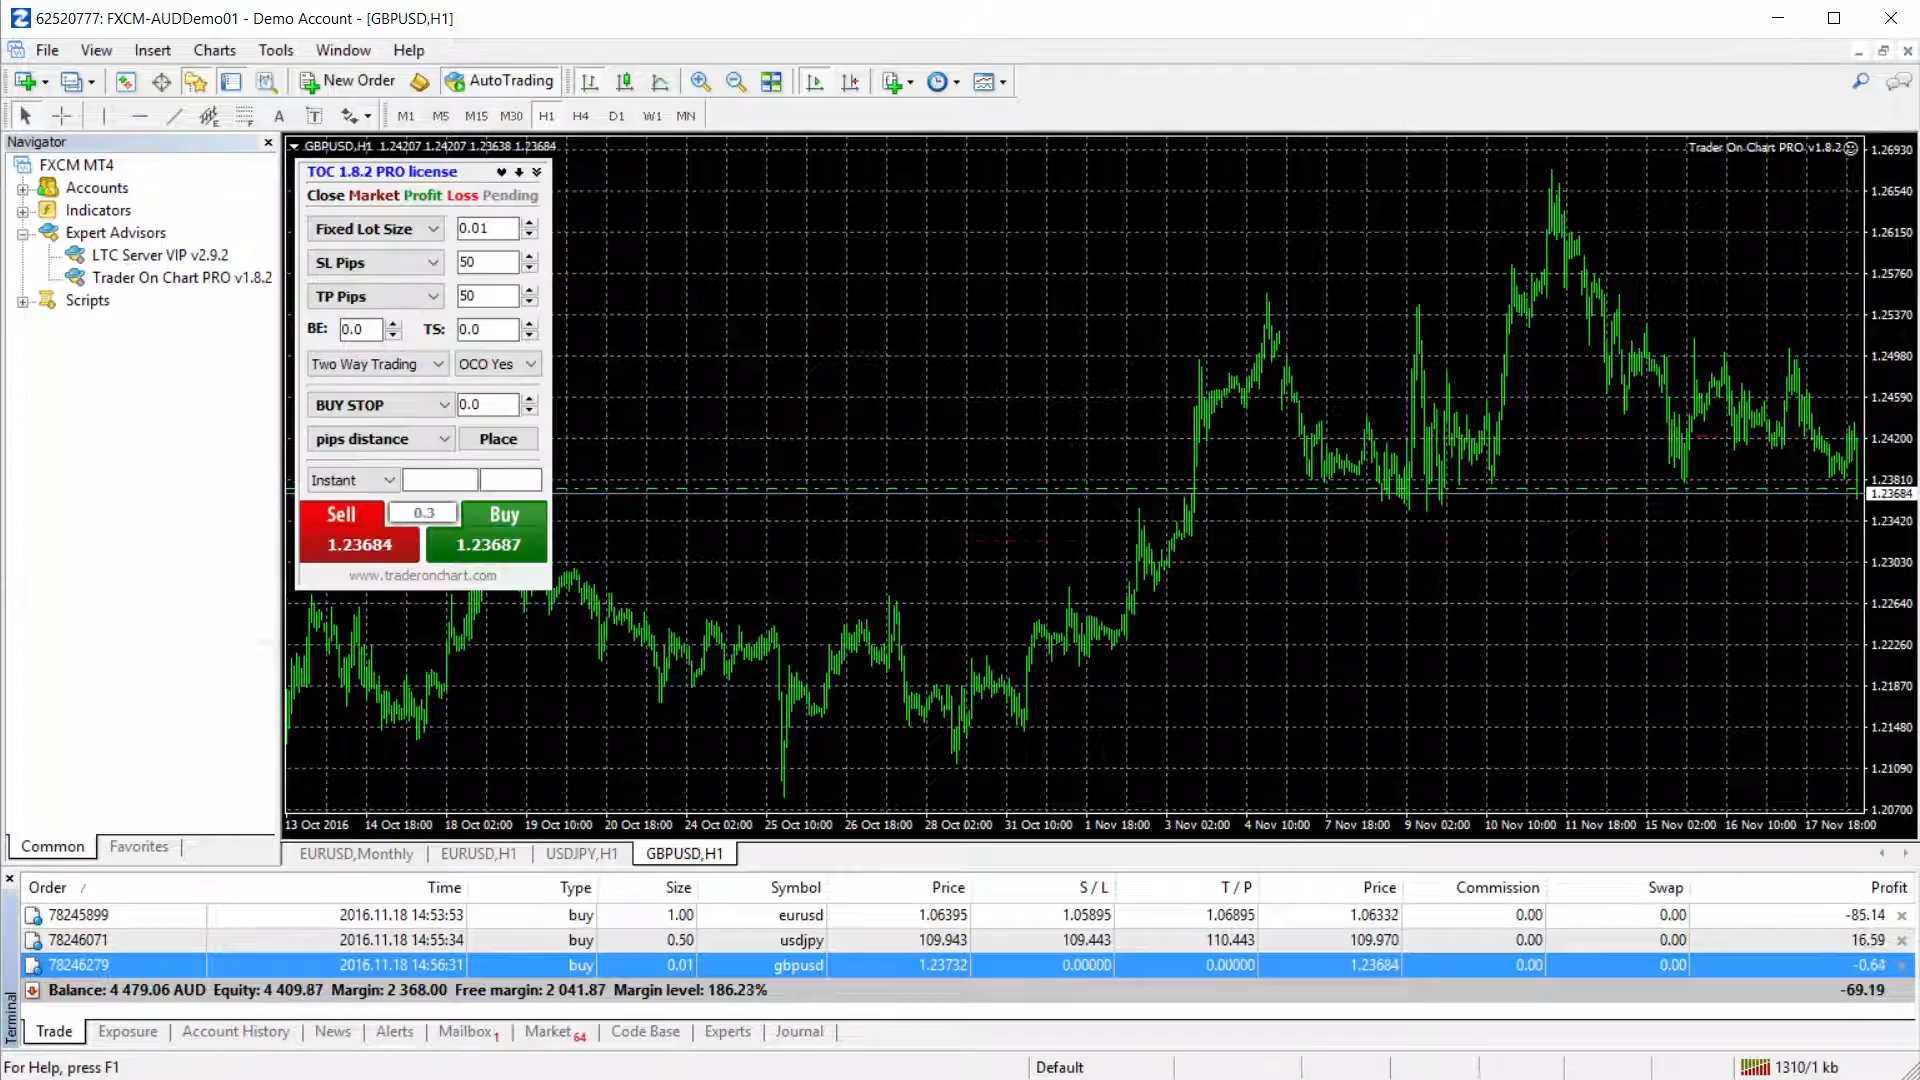 62520777: FXCM-AUDDemo01 - Demo Account - [GBPUSD,H1]
File View Insert Charts Tools Window Help
New Order AutoTrading
A T M1 M5 M15 M30 H1 H4 D1 W1 MN
Navigator
FXCM MT4
Accounts
Indicators
Expert Advisors
LTC Server VIP v2.9.2
Trader On Chart PRO v1.8.2
Scripts
Common Favorites
GBPUSD,H1 1.24207 1.24207 1.23638 1.23684
Trader On Chart PRO v1.8.2
TOC 1.8.2 PRO license
Close Market Profit Loss Pending
Fixed Lot Size 0.01
SL Pips 50
TP Pips 50
BE: 0.0 TS: 0.0
Two Way Trading OCO Yes
BUY STOP 0.0
pips distance Place
Instant
Sell 0.3 Buy
1.23684 1.23687
www.traderonchart.com
1.26930
1.26540
1.26150
1.25760
1.25370
1.24980
1.24590
1.24200
1.23810
1.23684
1.23420
1.23030
1.22640
1.22260
1.21870
1.21480
1.21090
1.20700
13 Oct 2016 14 Oct 18:00 18 Oct 02:00 19 Oct 10:00 20 Oct 18:00 24 Oct 02:00 25 Oct 10:00 26 Oct 18:00 28 Oct 02:00 31 Oct 10:00 1 Nov 18:00 3 Nov 02:00 4 Nov 10:00 7 Nov 18:00 9 Nov 02:00 10 Nov 10:00 11 Nov 18:00 15 Nov 02:00 16 Nov 10:00 17 Nov 18:00
EURUSD,Monthly EURUSD,H1 USDJPY,H1 GBPUSD,H1
Order / Time Type Size Symbol Price S / L T / P Price Commission Swap Profit
78245899 2016.11.18 14:53:53 buy 1.00 eurusd 1.06395 1.05895 1.06895 1.06332 0.00 0.00 -85.14
78246071 2016.11.18 14:55:34 buy 0.50 usdjpy 109.943 109.443 110.443 109.970 0.00 0.00 16.59
78246279 2016.11.18 14:56:31 buy 0.01 gbpusd 1.23732 0.00000 0.00000 1.23684 0.00 0.00 -0.64
Balance: 4 479.06 AUD Equity: 4 409.87 Margin: 2 368.00 Free margin: 2 041.87 Margin level: 186.23% -69.19
Terminal
Trade Exposure Account History News Alerts Mailbox 1 Market 64 Code Base Experts Journal
For Help, press F1 Default 1310/1 kb